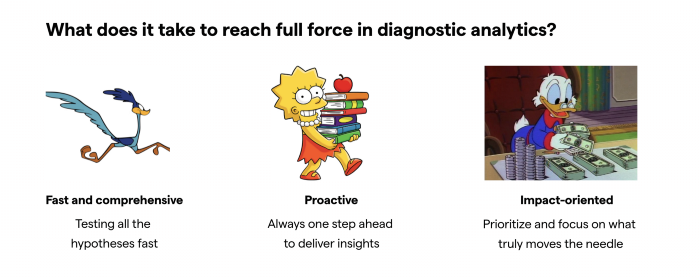 What does it take to reach full force in diagnostic analytics?
Fast and comprehensive
Testing all the
hypotheses fast
Proactive
Always one step ahead
to deliver insights
Impact-oriented
Prioritize and focus on what
truly moves the needle